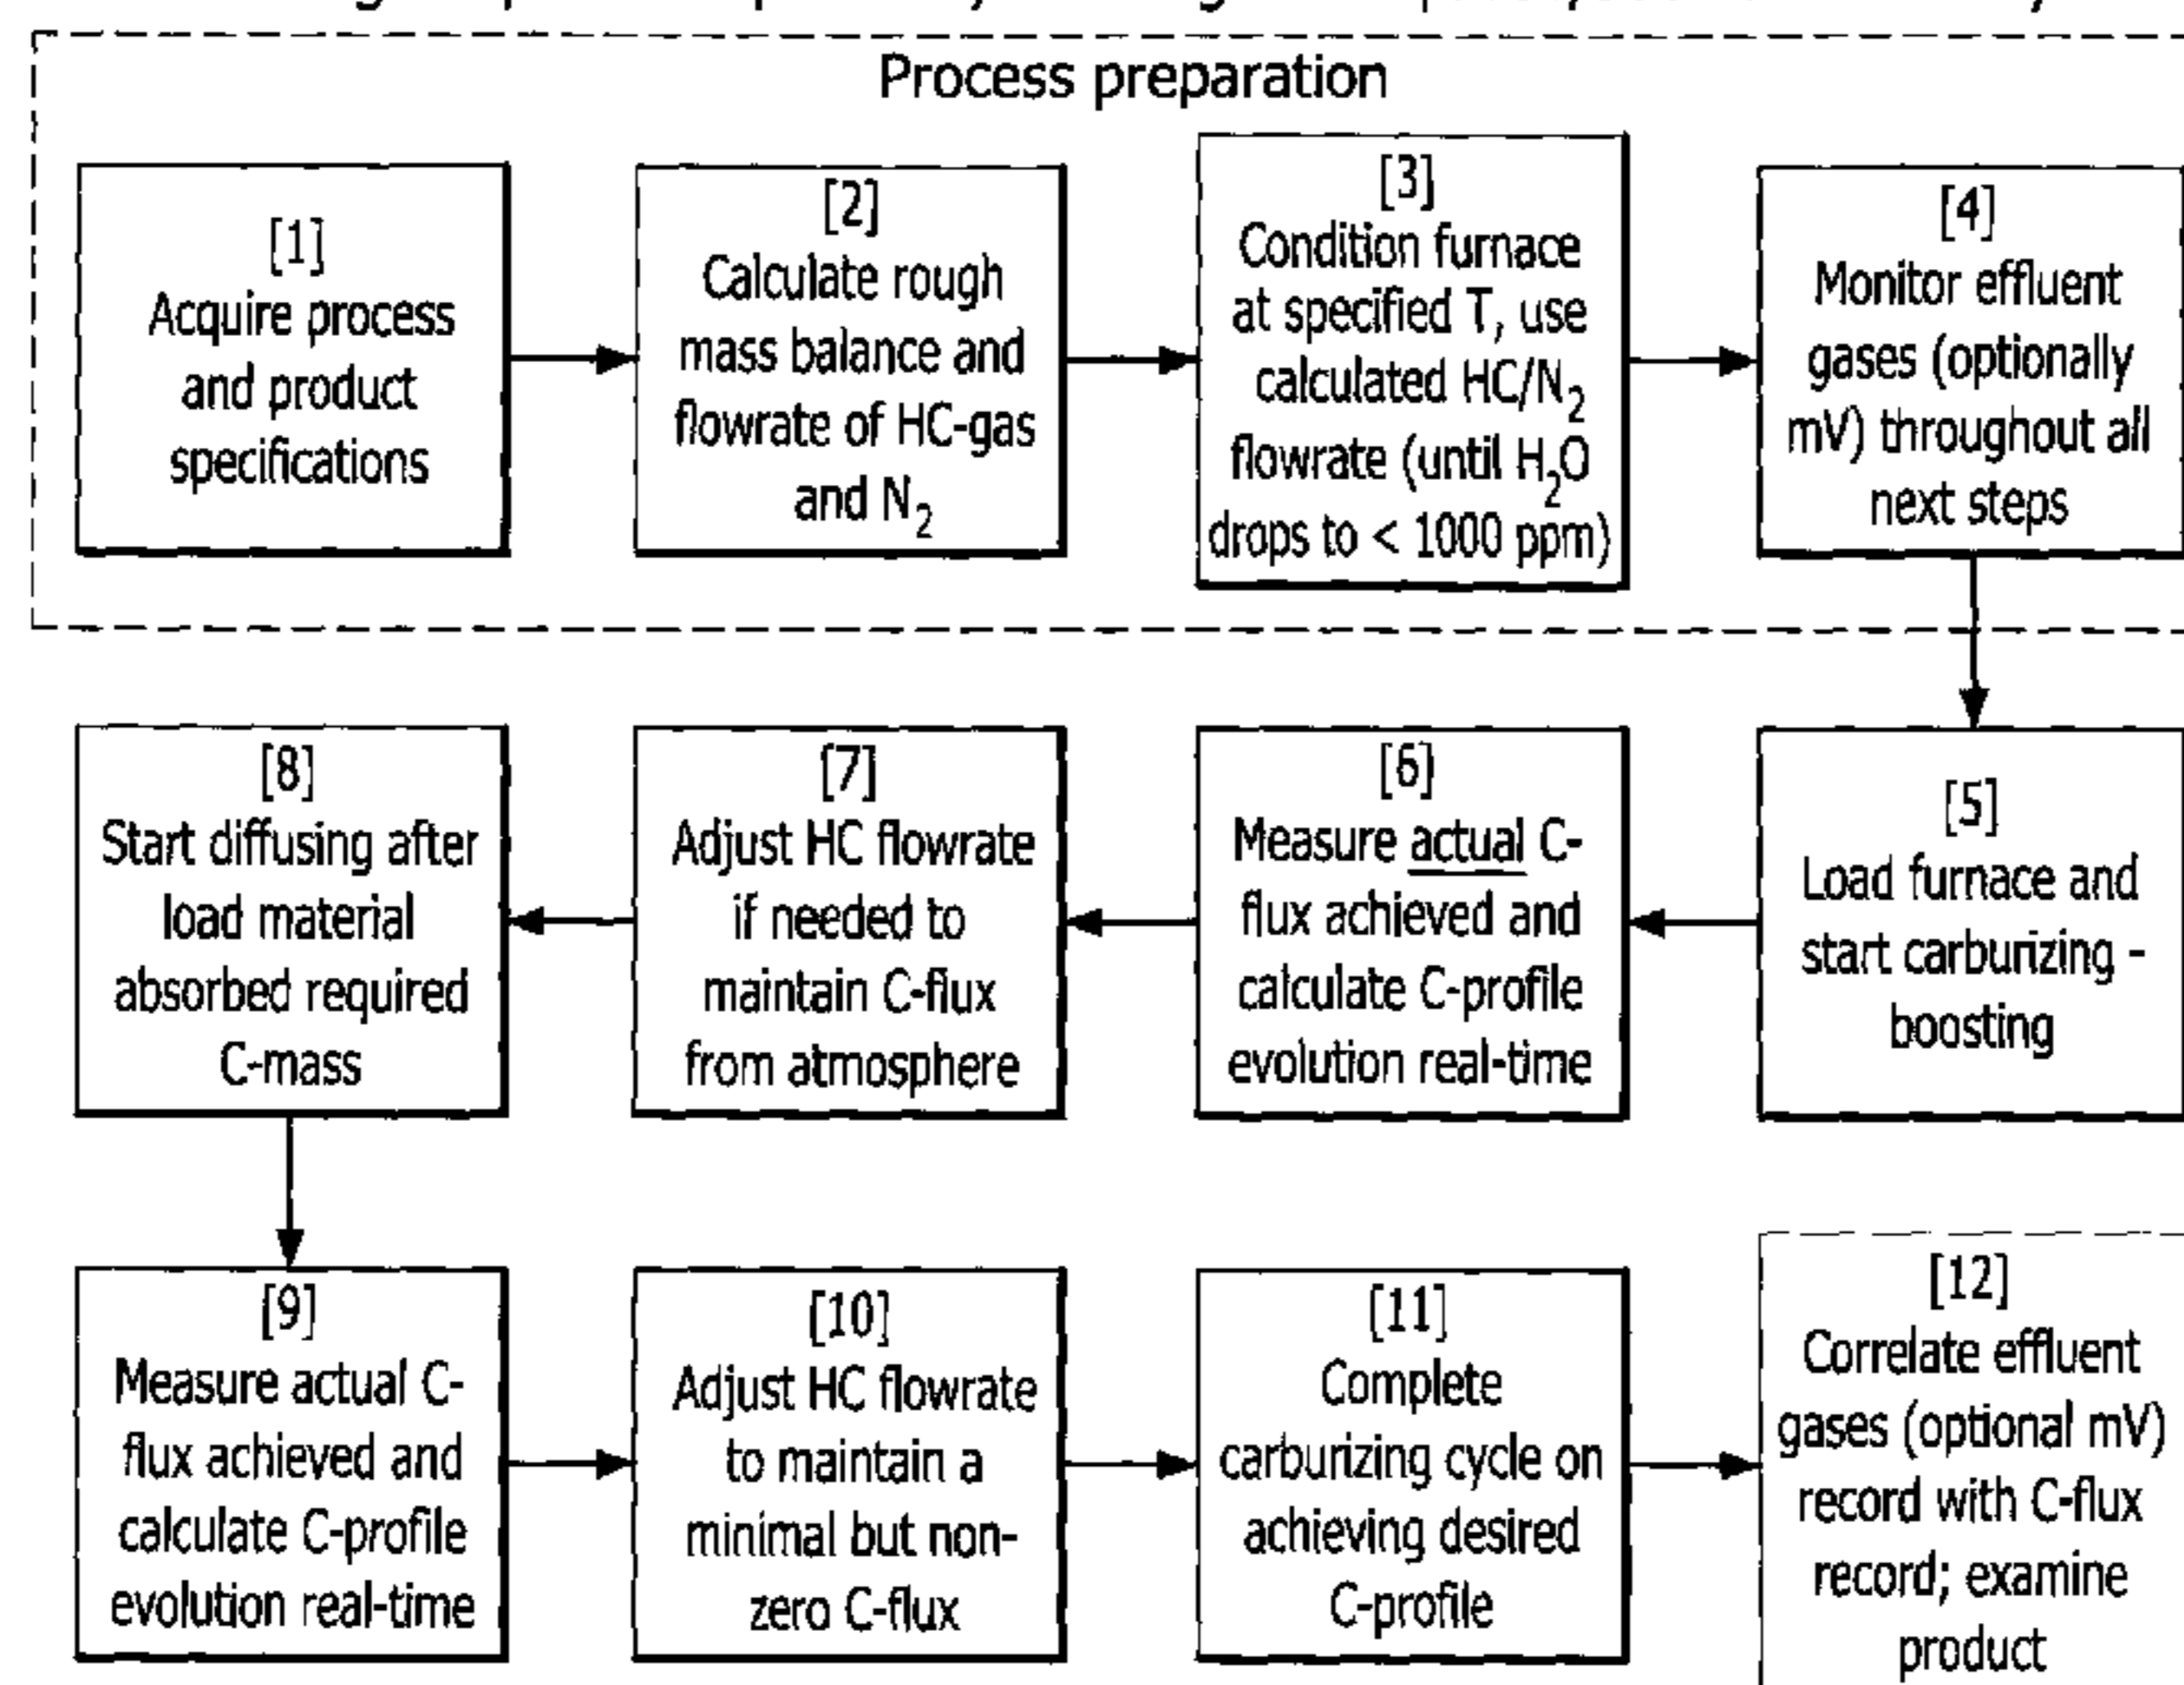 Process preparation
[1]
Acquire process
and product
specifications
[2]
Calculate rough
mass balance and
flowrate of HC-gas
and N2
[3]
Condition furnace
at specified T, use
calculated HC/N2
flowrate (until H2O
drops to < 1000 ppm)
[4]
Monitor effluent
gases (optionally
mV) throughout all
next steps
[5]
Load furnace and
start carburizing -
boosting
[6]
Measure actual C-
flux achieved and
calculate C-profile
evolution real-time
[7]
Adjust HC flowrate
if needed to
maintain C-flux
from atmosphere
[8]
Start diffusing after
load material
absorbed required
C-mass
[9]
Measure actual C-
flux achieved and
calculate C-profile
evolution real-time
[10]
Adjust HC flowrate
to maintain a
minimal but non-
zero C-flux
[11]
Complete
carburizing cycle on
achieving desired
C-profile
[12]
Correlate effluent
gases (optional mV)
record with C-flux
record; examine
product